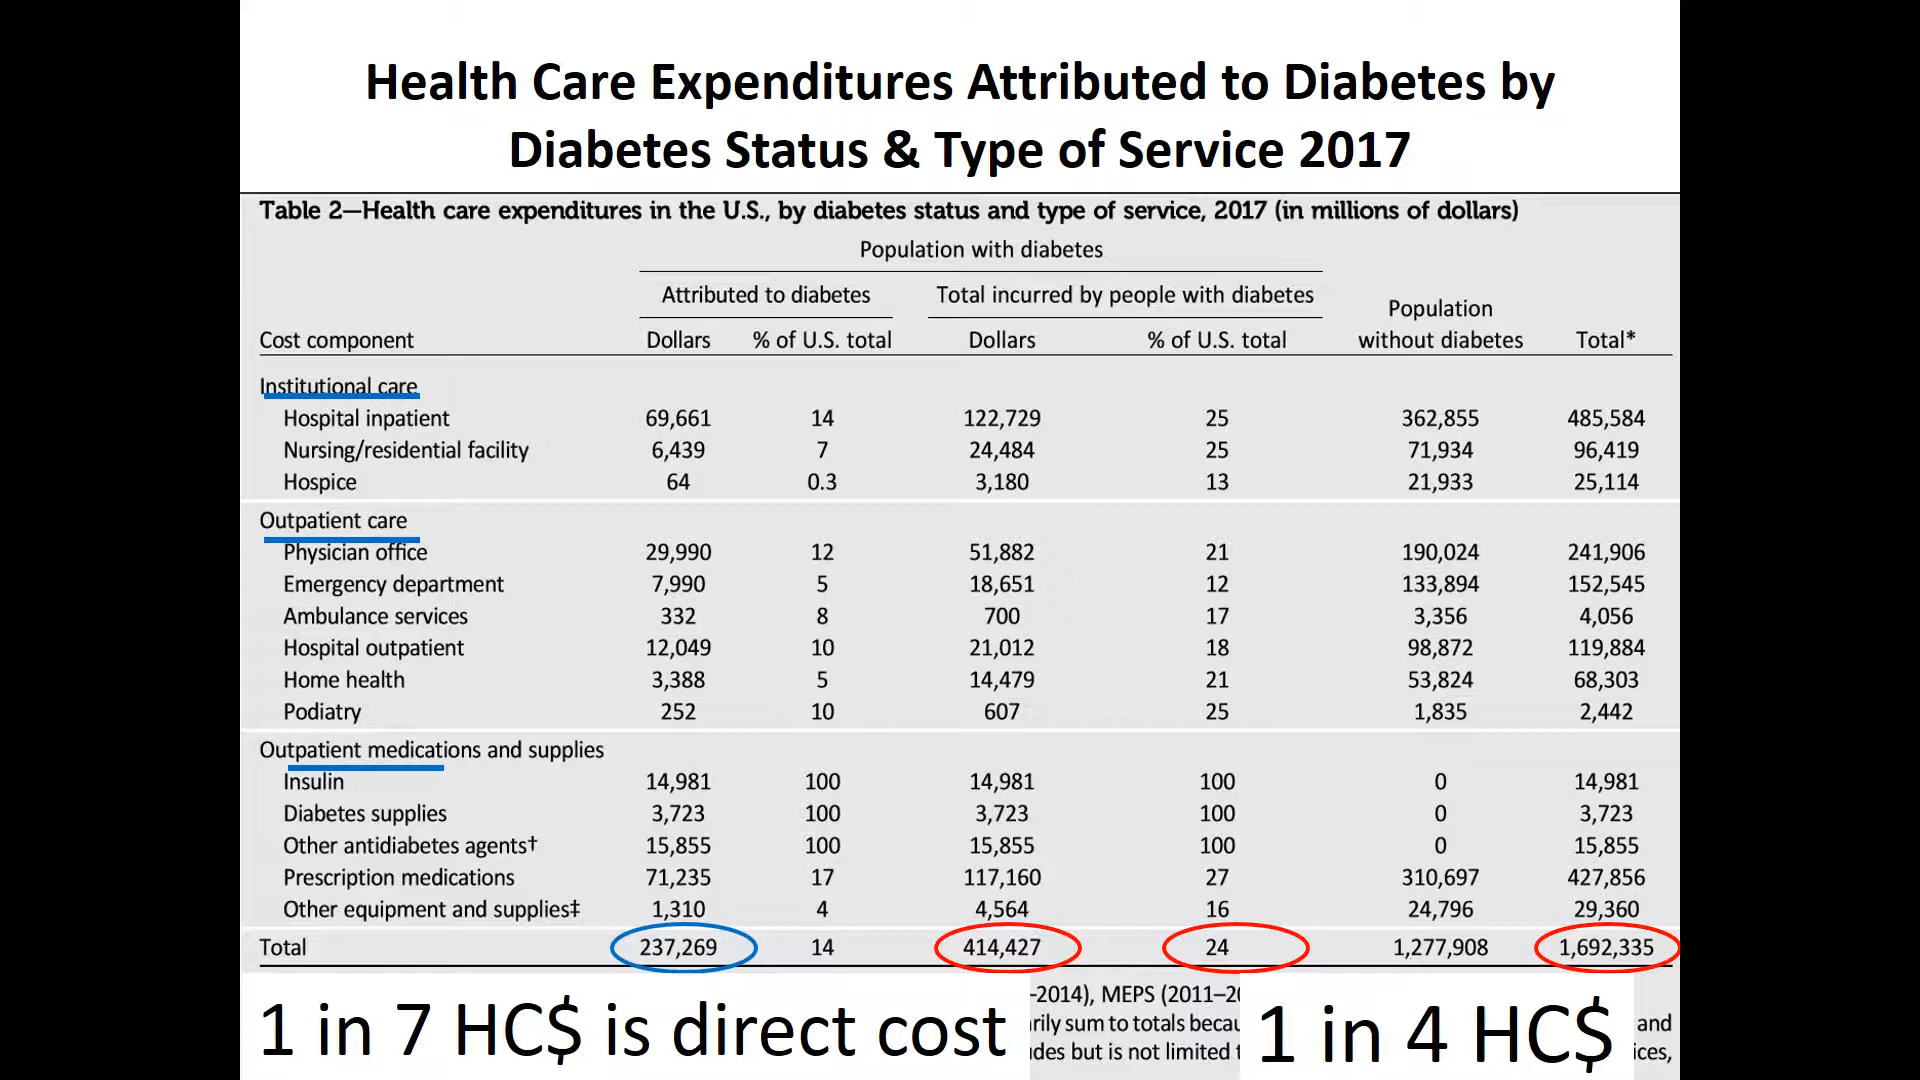 Health Care Expenditures Attributed to Diabetes by
Diabetes Status & Type of Service 2017
Table 2—Health care expenditures in the U.S., by diabetes status and type of service, 2017 (in millions of dollars)
Population with diabetes
Attributed to diabetes Total incurred by people with diabetes Population
Cost component Dollars % of U.S. total Dollars % of U.S. total without diabetes Total*
Institutional care
Hospital inpatient 69,661 14 122,729 25 362,855 485,584
Nursing/residential facility 6,439 7 24,484 25 71,934 96,419
Hospice 64 0.3 3,180 13 21,933 25,114
Outpatient care
Physician office 29,990 12 51,882 21 190,024 241,906
Emergency department 7,990 5 18,651 12 133,894 152,545
Ambulance services 332 8 700 17 3,356 4,056
Hospital outpatient 12,049 10 21,012 18 98,872 119,884
Home health 3,388 5 14,479 21 53,824 68,303
Podiatry 252 10 607 25 1,835 2,442
Outpatient medications and supplies
Insulin 14,981 100 14,981 100 0 14,981
Diabetes supplies 3,723 100 3,723 100 0 3,723
Other antidiabetes agents† 15,855 100 15,855 100 0 15,855
Prescription medications 71,235 17 117,160 27 310,697 427,856
Other equipment and supplies‡ 1,310 4 4,564 16 24,796 29,360
Total 237,269 14 414,427 24 1,277,908 1,692,335
–2014), MEPS (2011–20
sum to totals and
but is not limited
1 in 7 HC$ is direct cost
1 in 4 HC$